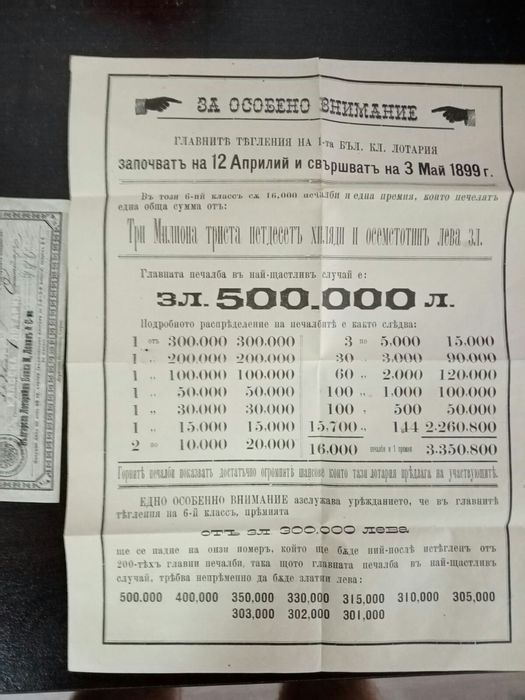 ЗА ОСОБЕНО ВНИМАНИЕ
ГЛАВНИТѢ ТѢГЛЕНИЯ НА 1-та БЪЛ. КЛ. ЛОТАРИЯ
започватъ на 12 Априлий и свършватъ на 3 Май 1899 г.
Въ този 6-ий классъ сѫ 16,000 печалби и една премия, които печелятъ
една обща сумма отъ:
Три Милиона триста петдесетъ хиляди и осемстотинъ лева зл.
Главната печалба въ най-щастливъ случай е:
ЗЛ. 500.000 Л.
Подробното распредѣление на печалбитѣ е както слѣдва:
1 отъ 300.000 300.000 3 по 5.000 15.000
1 „ 200.000 200.000 30 „ 3.000 90.000
1 „ 100.000 100.000 60 „ 2.000 120.000
1 „ 50.000 50.000 100 „ 1.000 100.000
1 „ 30.000 30.000 100 „ 500 50.000
1 „ 15.000 15.000 15.700 „ 144 2.260.800
2 по 10.000 20.000 16.000 печалби и 1 премия 3.350.800
Горнитѣ печалби показватъ достатъчно огромнитѣ шансове които тази лотария прѣдлага на участвующитѣ.
ЕДНО ОСОБЕННО ВНИМАНИЕ заслужава урѣжданието, че въ главнитѣ
тѣгления на 6-ий классъ, прѣмията
отъ зл 300.000 лева
ще се падне на онзи номеръ, който ще бѫде ний-послѣ истѣгленъ отъ
200-тѣхъ главни печалби, така щото главната печалба въ най-щастливъ
случай, трѣбва непрѣменно да бѫде златни лева:
500.000 400,000 350,000 330,000 315,000 310,000 305,000
303,000 302,000 301,000